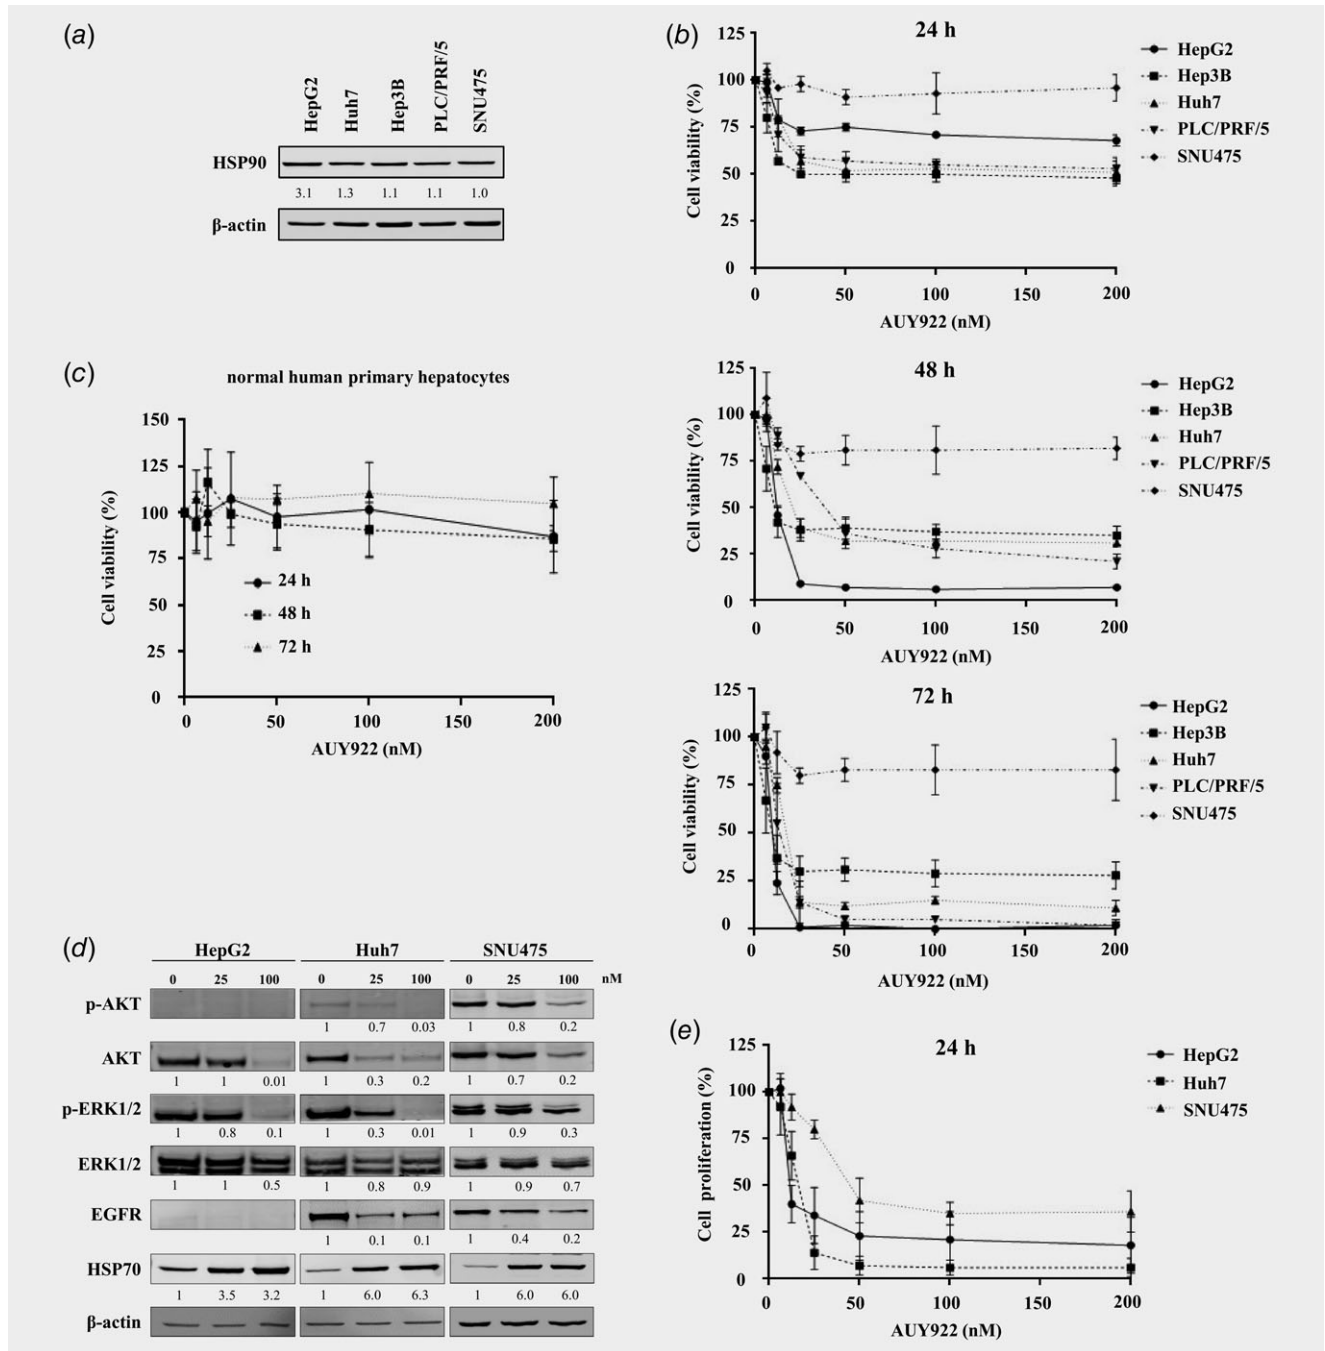 (a)
HepG2 Huh7 Hep3B PLC/PRF/5 SNU475
HSP90
3.1 1.3 1.1 1.1 1.0
β-actin
(b)
24 h
125
100
75
50
25
0
Cell viability (%)
0 50 100 150 200
AUY922 (nM)
HepG2
Hep3B
Huh7
PLC/PRF/5
SNU475
48 h
125
100
75
50
25
0
Cell viability (%)
0 50 100 150 200
AUY922 (nM)
HepG2
Hep3B
Huh7
PLC/PRF/5
SNU475
72 h
125
100
75
50
25
0
Cell viability (%)
0 50 100 150 200
AUY922 (nM)
HepG2
Hep3B
Huh7
PLC/PRF/5
SNU475
(c)
normal human primary hepatocytes
150
125
100
75
50
25
0
Cell viability (%)
24 h
48 h
72 h
0 50 100 150 200
AUY922 (nM)
(d)
HepG2 Huh7 SNU475
0 25 100 0 25 100 0 25 100 nM
p-AKT
1 0.7 0.03 1 0.8 0.2
AKT
1 1 0.01 1 0.3 0.2 1 0.7 0.2
p-ERK1/2
1 0.8 0.1 1 0.3 0.01 1 0.9 0.3
ERK1/2
1 1 0.5 1 0.8 0.9 1 0.9 0.7
EGFR
1 0.1 0.1 1 0.4 0.2
HSP70
1 3.5 3.2 1 6.0 6.3 1 6.0 6.0
β-actin
(e)
24 h
125
100
75
50
25
0
Cell proliferation (%)
0 50 100 150 200
AUY922 (nM)
HepG2
Huh7
SNU475